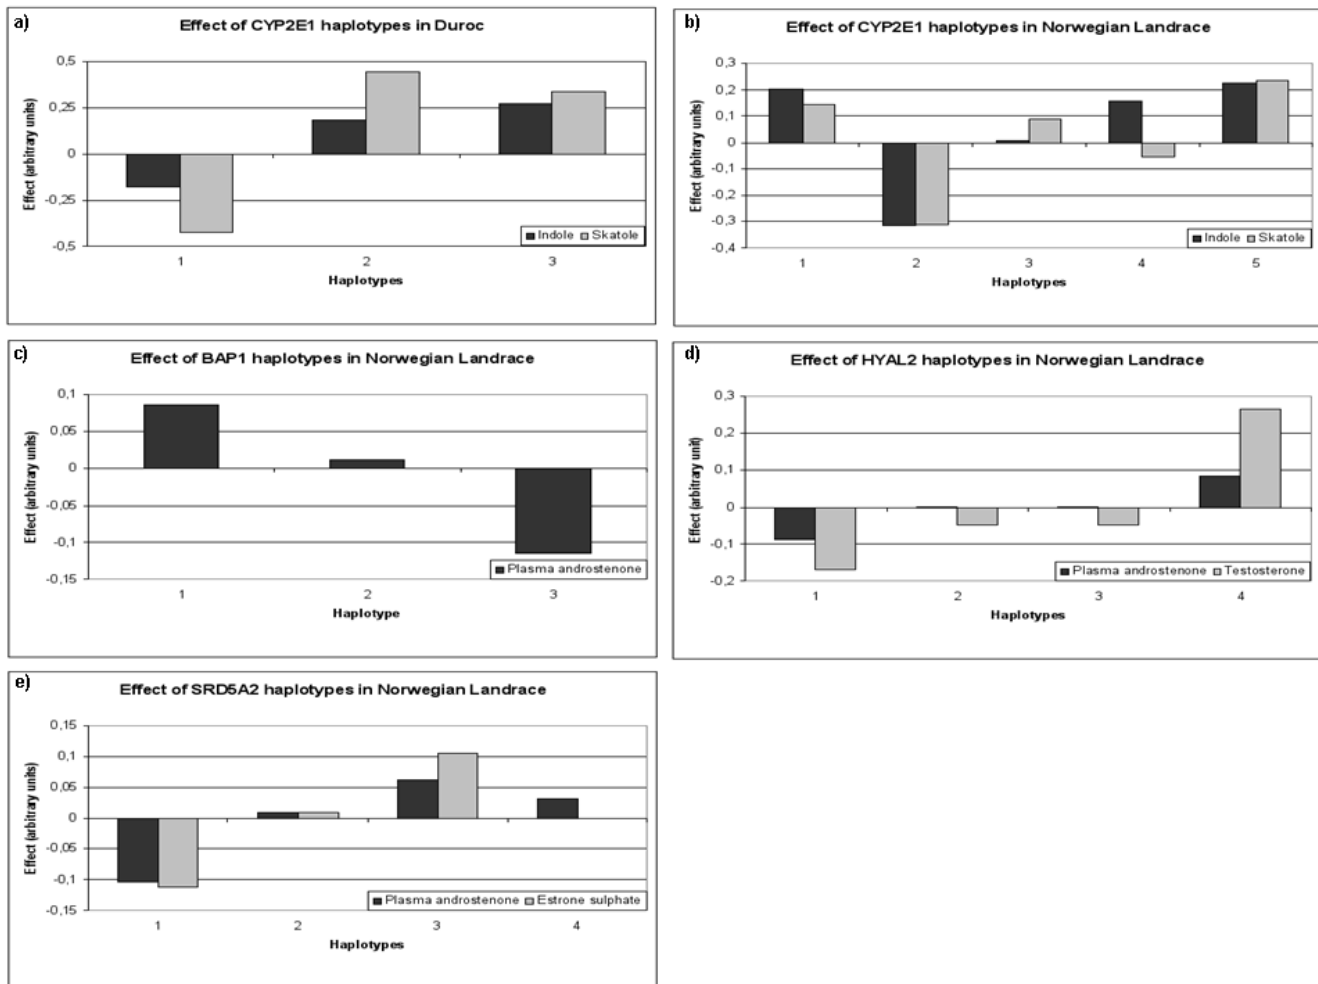 a)
Effect of CYP2E1 haplotypes in Duroc
Effect (arbitrary units)
0,5
0,25
0
-0,25
-0,5
Indole Skatole
1 2 3
Haplotypes
b)
Effect of CYP2E1 haplotypes in Norwegian Landrace
Effect (arbitrary units)
0,3
0,2
0,1
0
-0,1
-0,2
-0,3
-0,4
Indole Skatole
1 2 3 4 5
Haplotypes
c)
Effect of BAP1 haplotypes in Norwegian Landrace
Effect (arbitrary units)
0,1
0,05
0
-0,05
-0,1
-0,15
Plasma androstenone
1 2 3
Haplotype
d)
Effect of HYAL2 haplotypes in Norwegian Landrace
Effect (arbitrary unit)
0,3
0,2
0,1
0
-0,1
-0,2
Plasma androstenone Testosterone
1 2 3 4
Haplotypes
e)
Effect of SRD5A2 haplotypes in Norwegian Landrace
Effect (arbitrary units)
0,15
0,1
0,05
0
-0,05
-0,1
-0,15
Plasma androstenone Estrone sulphate
1 2 3 4
Haplotypes